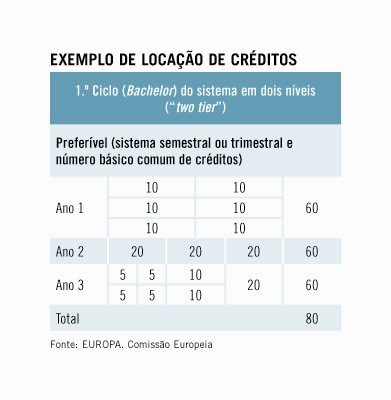 EXEMPLO DE LOCAÇÃO DE CRÉDITOS
1.º Ciclo (Bachelor) do sistema em dois níveis
(“two tier”)
Preferível (sistema semestral ou trimestral e
número básico comum de créditos)
10 10
Ano 1 10 10 60
10 10
Ano 2 20 20 20 60
5 5 10
Ano 3 20 60
5 5 10
Total 80
Fonte: EUROPA. Comissão Europeia